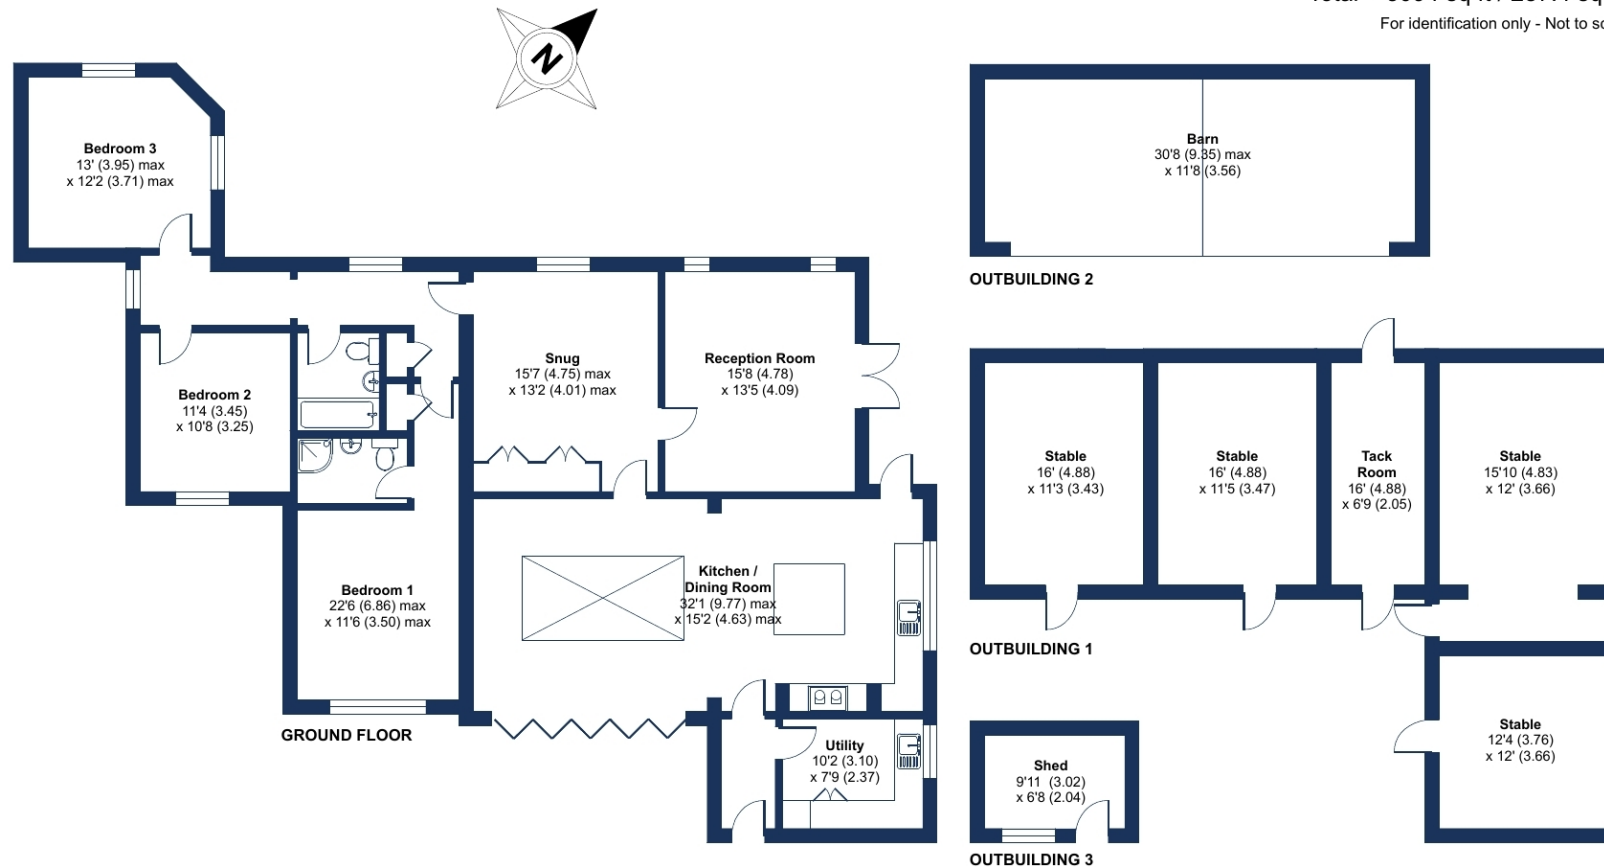 For identification only - Not to
N
Bedroom 3
13' (3.95) max
x 12'2 (3.71) max
Barn
30'8 (9.35) max
x 11'8 (3.56)
OUTBUILDING 2
Snug
15'7 (4.75) max
x 13'2 (4.01) max
Reception Room
15'8 (4.78)
x 13'5 (4.09)
Bedroom 2
11'4 (3.45)
x 10'8 (3.25)
Stable
16' (4.88)
x 11'3 (3.43)
Stable
16' (4.88)
x 11'5 (3.47)
Tack
Room
16' (4.88)
x 6'9 (2.05)
Stable
15'10 (4.83)
x 12' (3.66)
Bedroom 1
22'6 (6.86) max
x 11'6 (3.50) max
Kitchen /
Dining Room
32'1 (9.77) max
x 15'2 (4.63) max
OUTBUILDING 1
GROUND FLOOR
Utility
10'2 (3.10)
x 7'9 (2.37)
Stable
12'4 (3.76)
x 12' (3.66)
Shed
9'11 (3.02)
x 6'8 (2.04)
OUTBUILDING 3